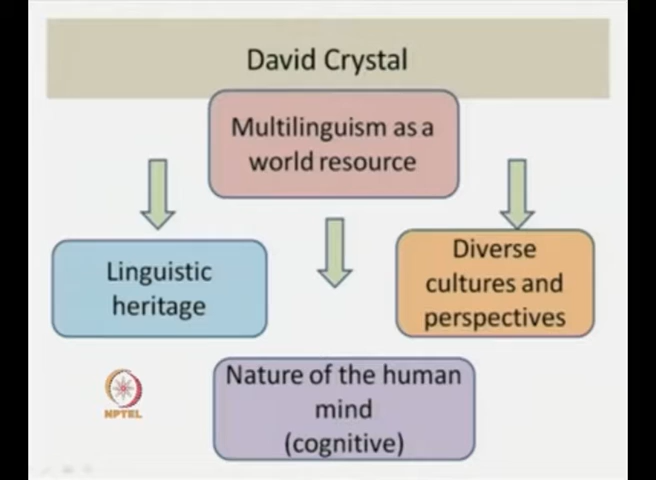 David Crystal
Multilinguism as a
world resource
Linguistic
heritage
Diverse
cultures and
perspectives
Nature of the human
mind
(cognitive)
NPTEL